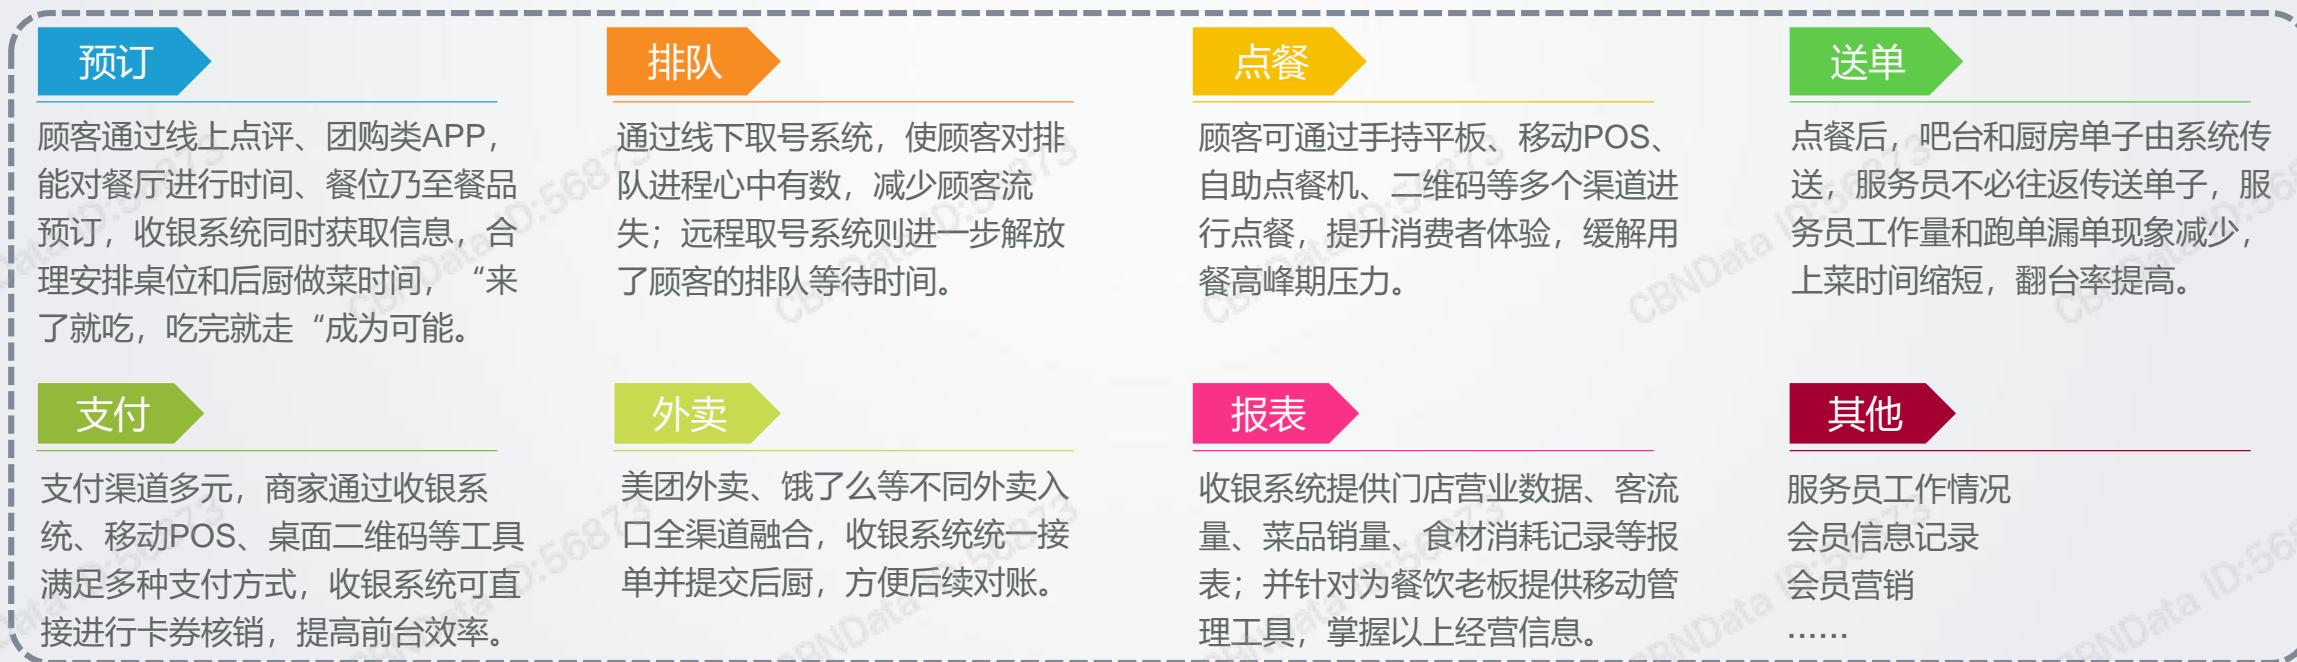 预订
顾客通过线上点评、团购类APP，
能对餐厅进行时间、餐位乃至餐品
预订，收银系统同时获取信息，合
理安排桌位和后厨做菜时间，“来
了就吃，吃完就走“成为可能。
排队
通过线下取号系统，使顾客对排
队进程心中有数，减少顾客流
失；远程取号系统则进一步解放
了顾客的排队等待时间。
点餐
顾客可通过手持平板、移动POS、
自助点餐机、二维码等多个渠道进
行点餐，提升消费者体验，缓解用
餐高峰期压力。
送单
点餐后，吧台和厨房单子由系统传
送，服务员不必往返传送单子，服
务员工作量和跑单漏单现象减少，
上菜时间缩短，翻台率提高。
支付
支付渠道多元，商家通过收银系
统、移动POS、桌面二维码等工具
满足多种支付方式，收银系统可直
接进行卡券核销，提高前台效率。
外卖
美团外卖、饿了么等不同外卖入
口全渠道融合，收银系统统一接
单并提交后厨，方便后续对账。
报表
收银系统提供门店营业数据、客流
量、菜品销量、食材消耗记录等报
表；并针对为餐饮老板提供移动管
理工具，掌握以上经营信息。
其他
服务员工作情况
会员信息记录
会员营销
……
CBNData ID:56873